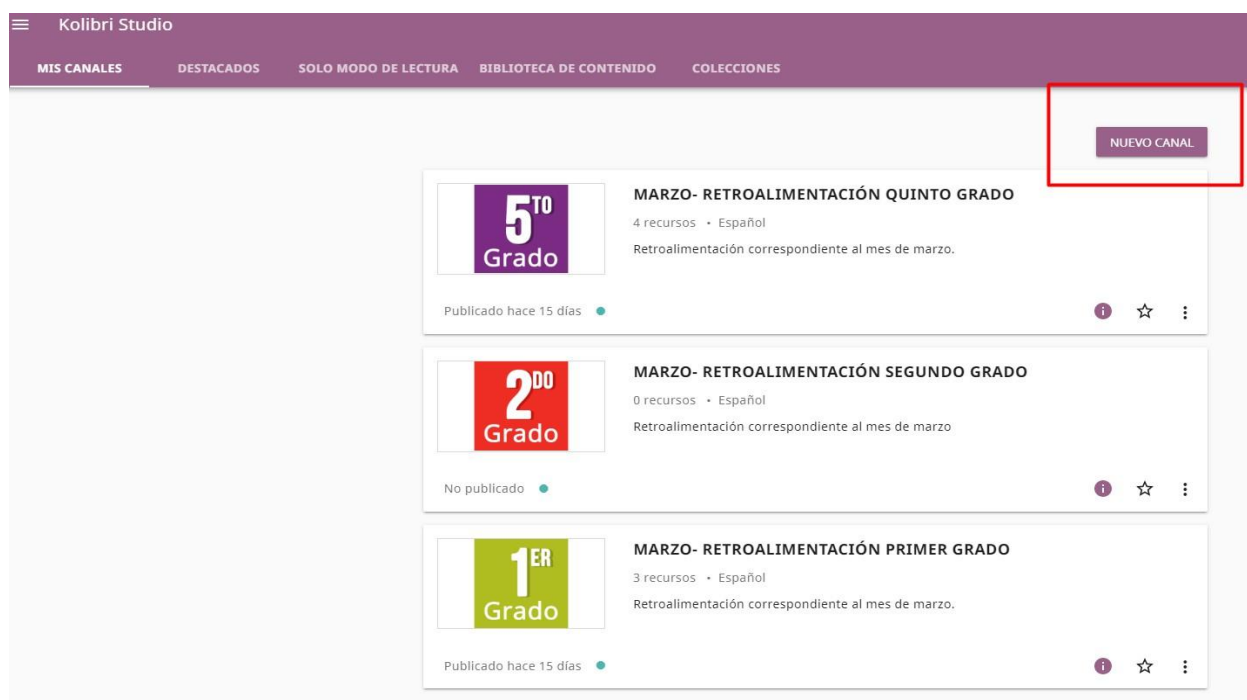 Kolibri Studio
MIS CANALES DESTACADOS SOLO MODO DE LECTURA BIBLIOTECA DE CONTENIDO COLECCIONES
NUEVO CANAL
5TO
Grado
MARZO- RETROALIMENTACIÓN QUINTO GRADO
4 recursos • Español
Retroalimentación correspondiente al mes de marzo.
Publicado hace 15 días
2DO
Grado
MARZO- RETROALIMENTACIÓN SEGUNDO GRADO
0 recursos • Español
Retroalimentación correspondiente al mes de marzo
No publicado
1ER
Grado
MARZO- RETROALIMENTACIÓN PRIMER GRADO
3 recursos • Español
Retroalimentación correspondiente al mes de marzo.
Publicado hace 15 días